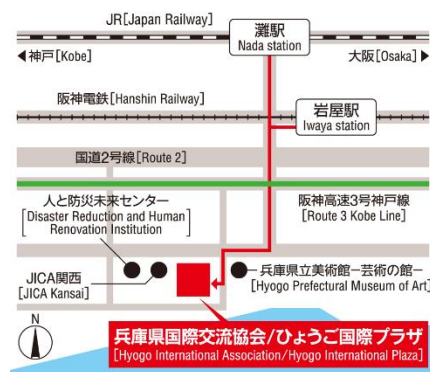 JR[Japan Railway]
灘駅
Nada station
◀神戸[Kobe]
大阪[Osaka]▶
阪神電鉄[Hanshin Railway]
岩屋駅
Iwaya station
国道2号線[Route 2]
人と防災未来センター
[Disaster Reduction and Human
Renovation Institution]
阪神高速3号神戸線
[Route 3 Kobe Line]
JICA関西
[JICA Kansai]
兵庫県立美術館−芸術の館−
[Hyogo Prefectural Museum of Art]
N
兵庫県国際交流協会/ひょうご国際プラザ
[Hyogo International Association/Hyogo International Plaza]